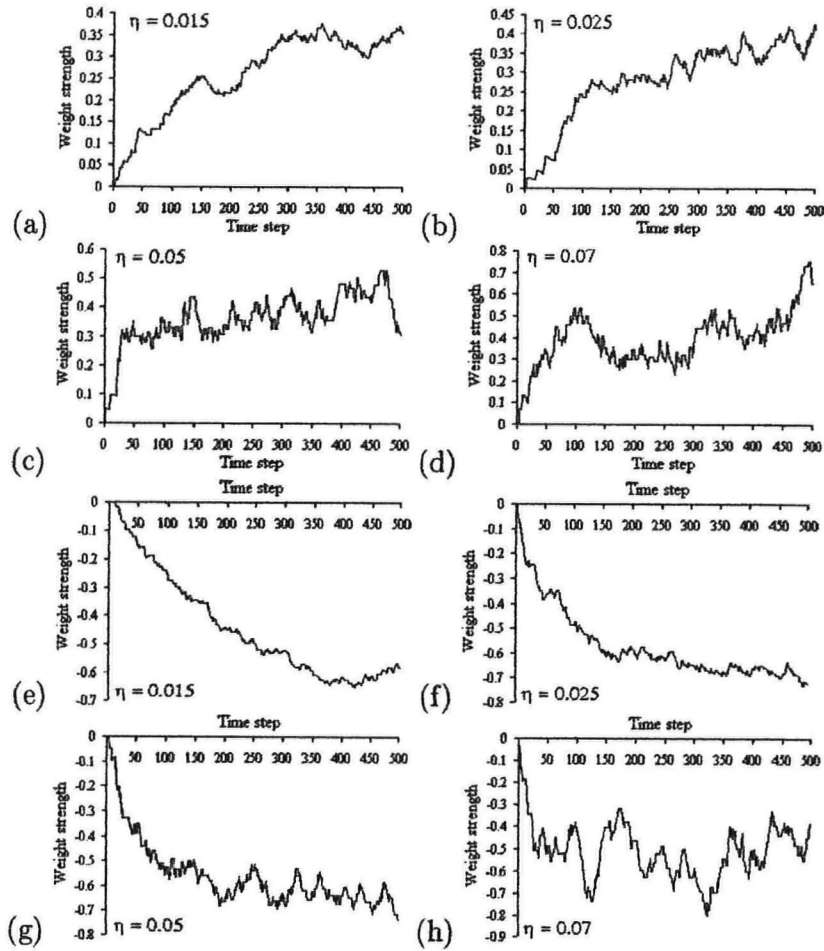 η = 0.015
Weight strength
0.4
0.35
0.3
0.25
0.2
0.15
0.1
0.05
0
0 50 100 150 200 250 300 350 400 450 500
Time step
(a)
η = 0.025
Weight strength
0.45
0.4
0.35
0.3
0.25
0.2
0.15
0.1
0.05
0
0 50 100 150 200 250 300 350 400 450 500
Time step
(b)
η = 0.05
Weight strength
0.6
0.5
0.4
0.3
0.2
0.1
0
0 50 100 150 200 250 300 350 400 450 500
Time step
(c)
η = 0.07
Weight strength
0.8
0.7
0.6
0.5
0.4
0.3
0.2
0.1
0
0 50 100 150 200 250 300 350 400 450 500
Time step
(d)
Time step
50 100 150 200 250 300 350 400 450 500
Weight strength
0
-0.1
-0.2
-0.3
-0.4
-0.5
-0.6
-0.7
η = 0.015
(e)
Time step
50 100 150 200 250 300 350 400 450 500
Weight strength
0
-0.1
-0.2
-0.3
-0.4
-0.5
-0.6
-0.7
-0.8
η = 0.025
(f)
Time step
50 100 150 200 250 300 350 400 450 500
Weight strength
0
-0.1
-0.2
-0.3
-0.4
-0.5
-0.6
-0.7
-0.8
η = 0.05
(g)
Time step
50 100 150 200 250 300 350 400 450 500
Weight strength
0
-0.1
-0.2
-0.3
-0.4
-0.5
-0.6
-0.7
-0.8
-0.9
η = 0.07
(h)